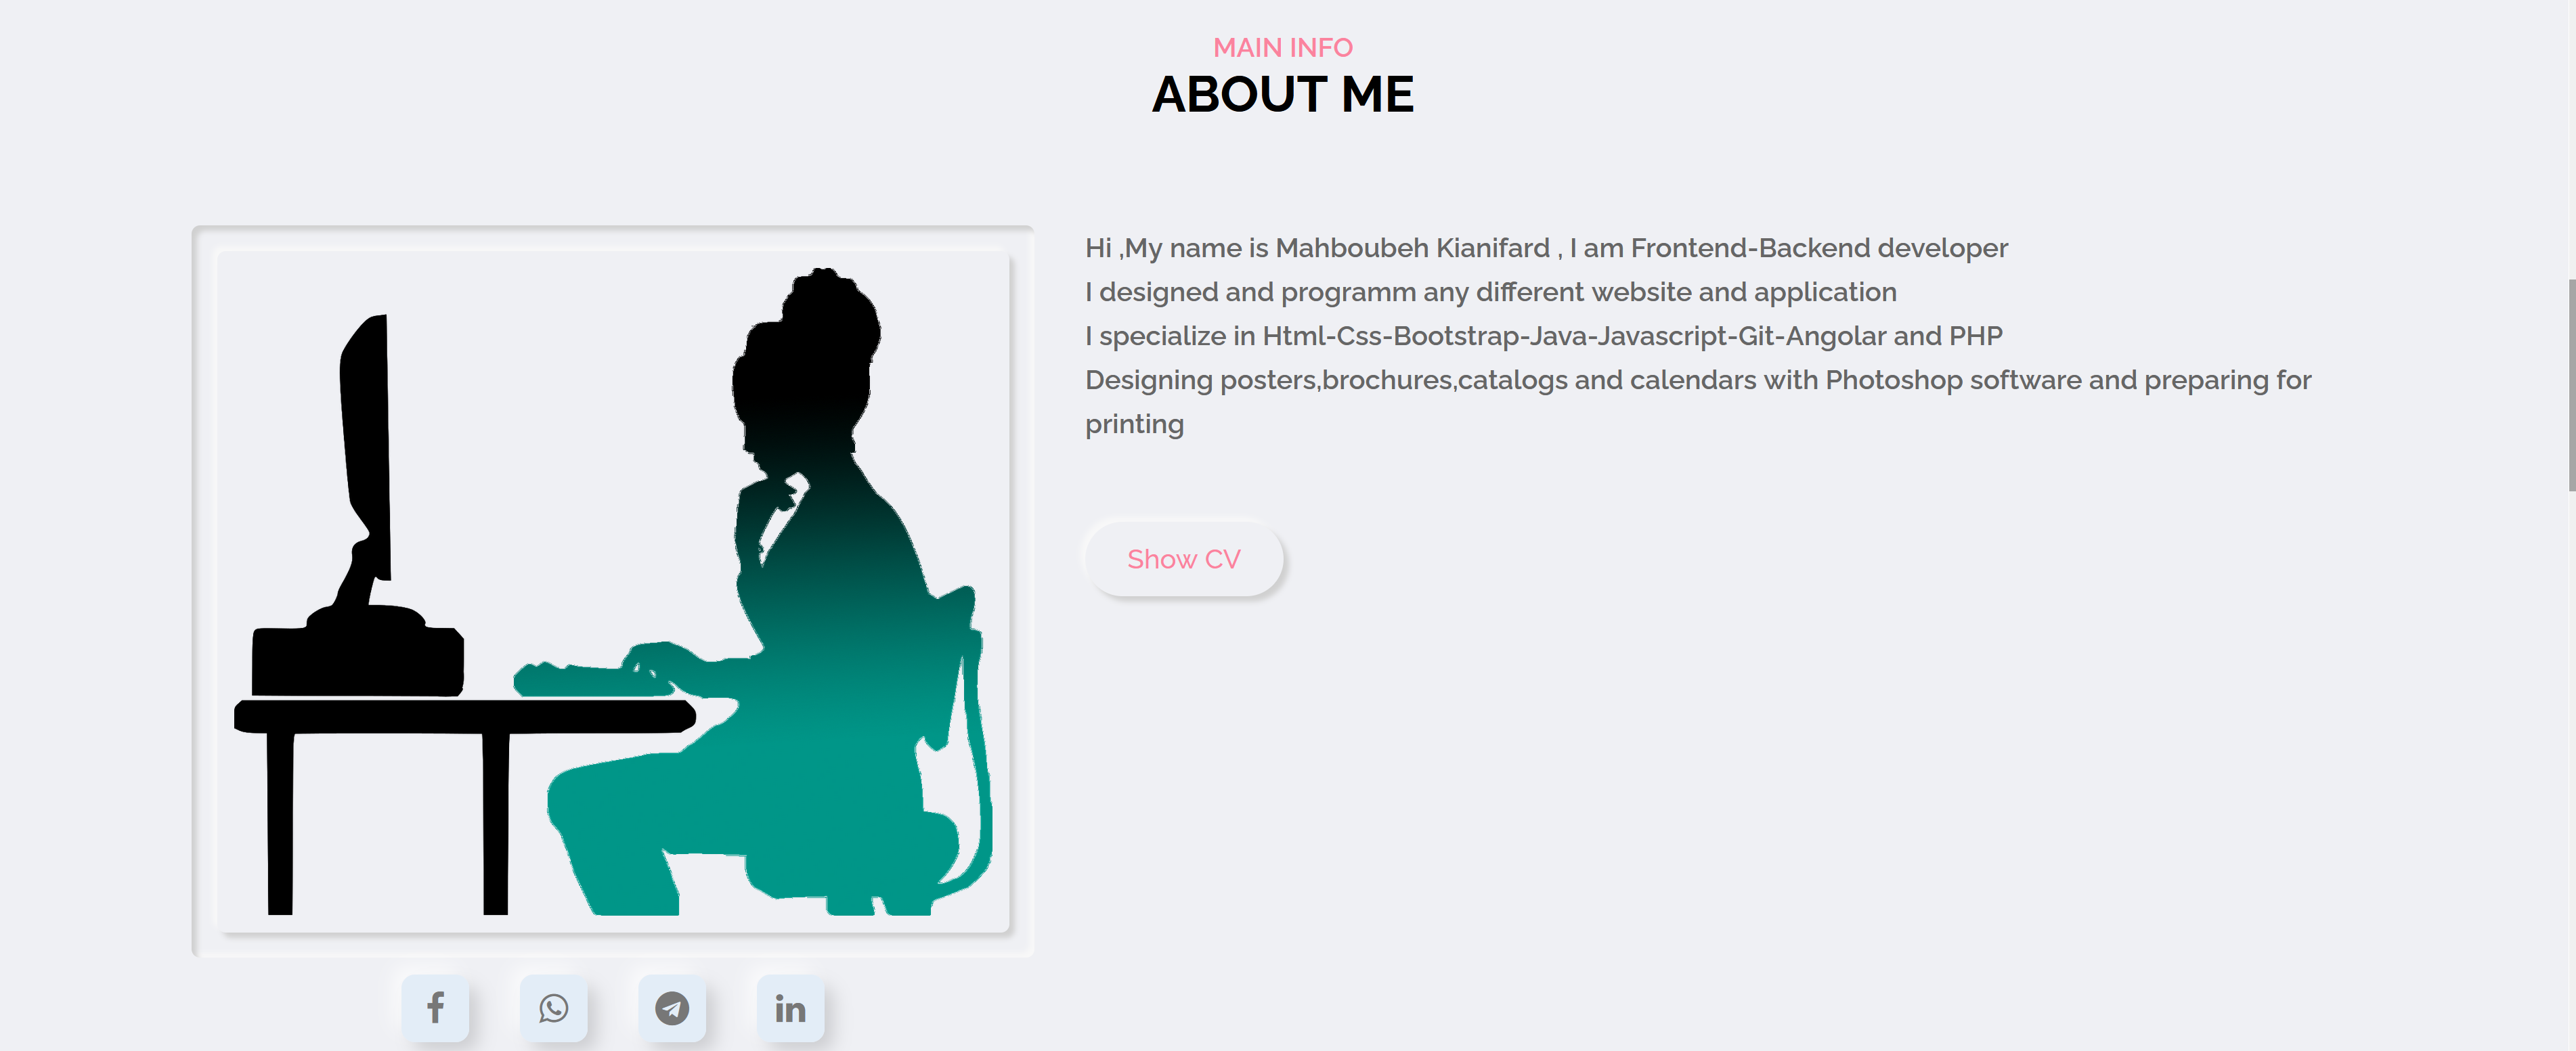 MAIN INFO
ABOUT ME
Hi ,My name is Mahboubeh Kianifard , I am Frontend-Backend developer
I designed and programm any different website and application
I specialize in Html-Css-Bootstrap-Java-Javascript-Git-Angolar and PHP
Designing posters,brochures,catalogs and calendars with Photoshop software and preparing for
printing
Show CV